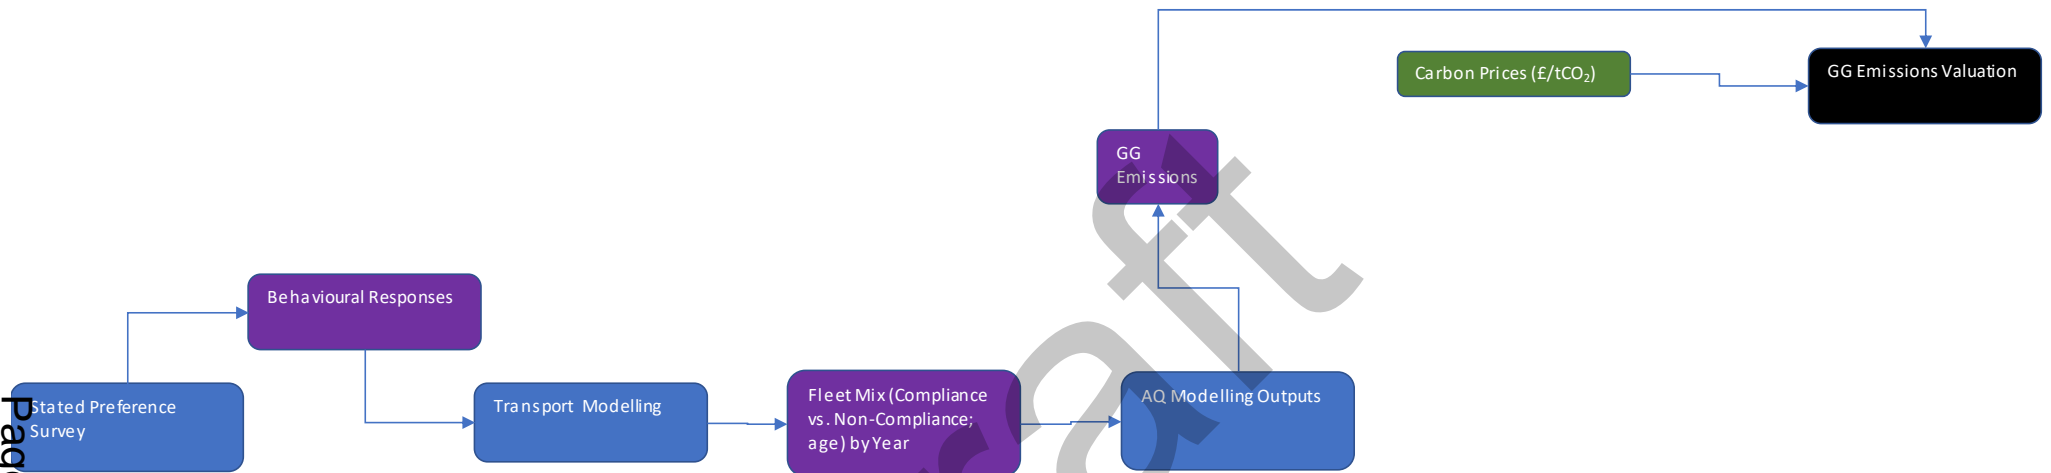 Carbon Prices (£/tCO₂)
GG Emissions Valuation
GG
Emissions
Behavioural Responses
Stated Preference
Survey
Transport Modelling
Fleet Mix (Compliance
vs. Non-Compliance;
age) by Year
AQ Modelling Outputs
Page